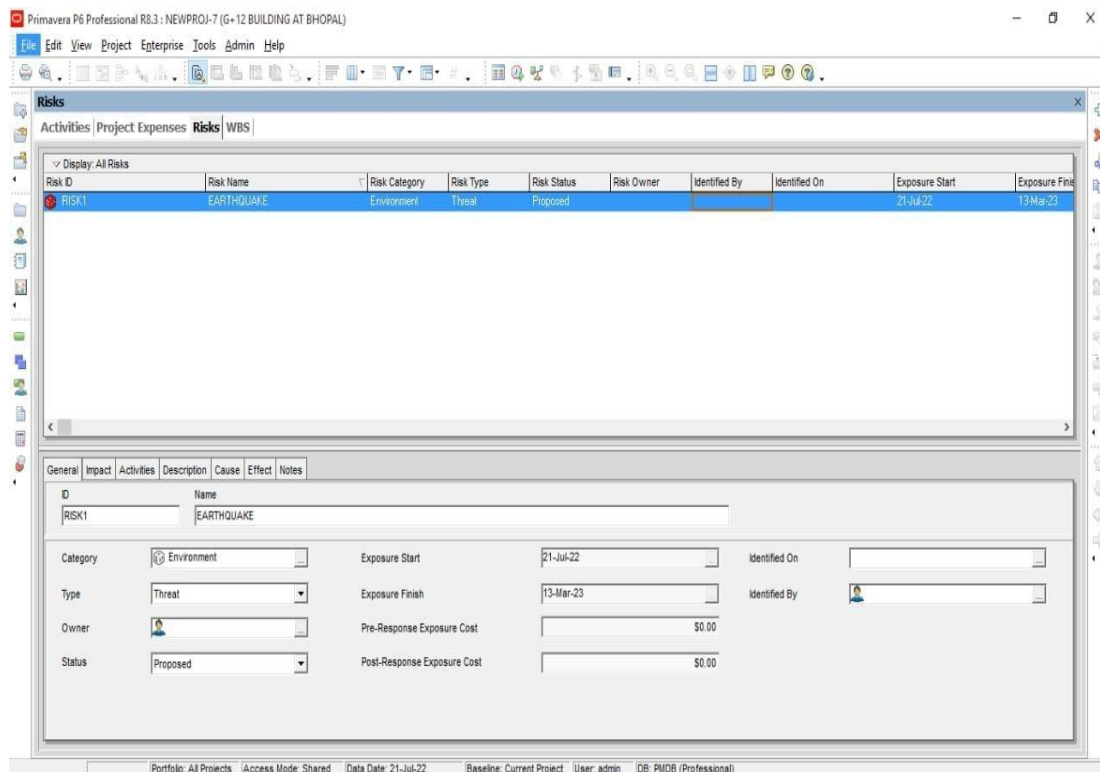 Primavera P6 Professional R8.3 : NEWPROJ-7 (G+12 BUILDING AT BHOPAL)
File Edit View Project Enterprise Tools Admin Help
Risks
Activities Project Expenses Risks WBS
Display: All Risks
Risk ID Risk Name Risk Category Risk Type Risk Status Risk Owner Identified By Identified On Exposure Start Exposure Finis
RISK1 EARTHQUAKE Environment Threat Proposed 21-Jul-22 13-Mar-23
General Impact Activities Description Cause Effect Notes
ID Name
RISK1 EARTHQUAKE
Category Environment Exposure Start 21-Jul-22 Identified On
Type Threat Exposure Finish 13-Mar-23 Identified By
Owner Pre-Response Exposure Cost $0.00
Status Proposed Post-Response Exposure Cost $0.00
Portfolio: All Projects Access Mode: Shared Data Date: 21-Jul-22 Baseline: Current Project User: admin DB: PMDB (Professional)